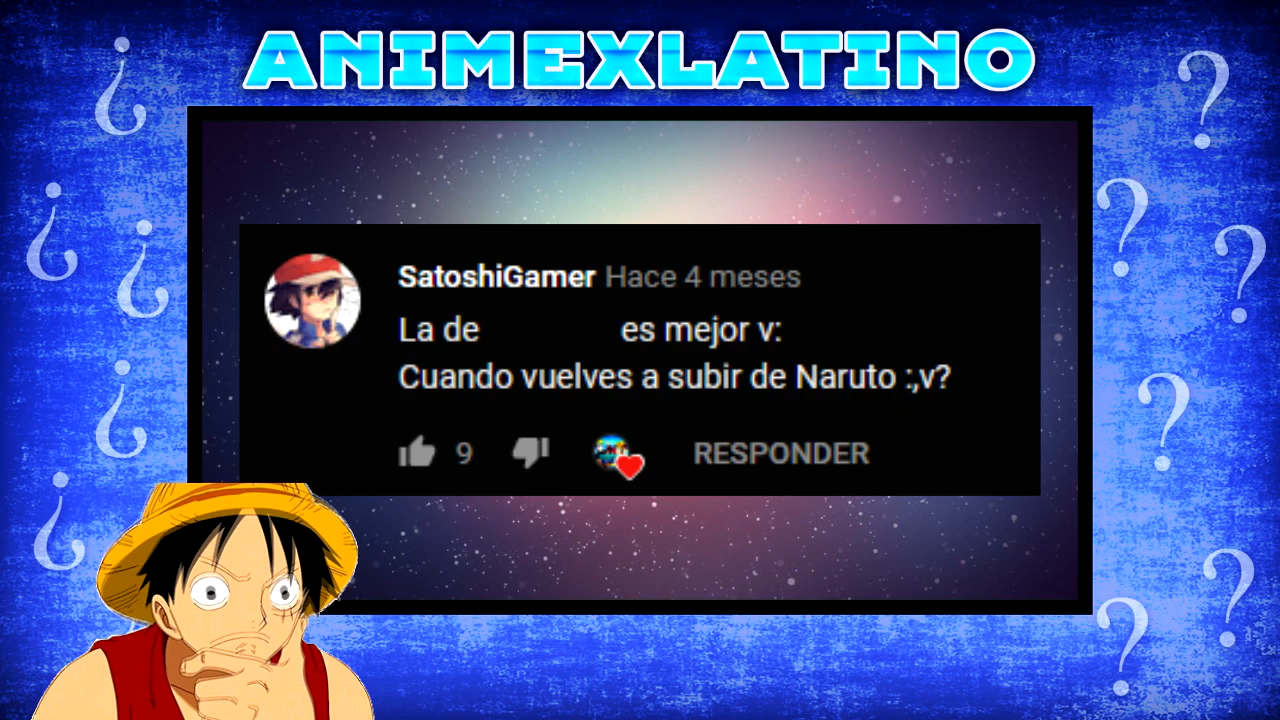 ANIMEXLATINO
SatoshiGamer Hace 4 meses
La de es mejor v:
Cuando vuelves a subir de Naruto :,v?
9 RESPONDER
¿ ¿ ¿ ¿ ¿ ¿
? ? ? ? ? ?